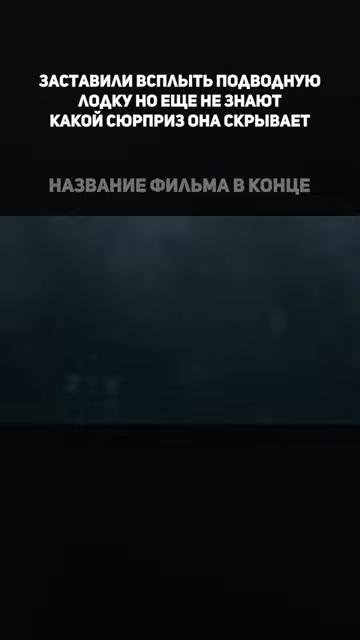 ЗАСТАВИЛИ ВСПЛЫТЬ ПОДВОДНУЮ
ЛОДКУ НО ЕЩЕ НЕ ЗНАЮТ
КАКОЙ СЮРПРИЗ ОНА СКРЫВАЕТ
НАЗВАНИЕ ФИЛЬМА В КОНЦЕ